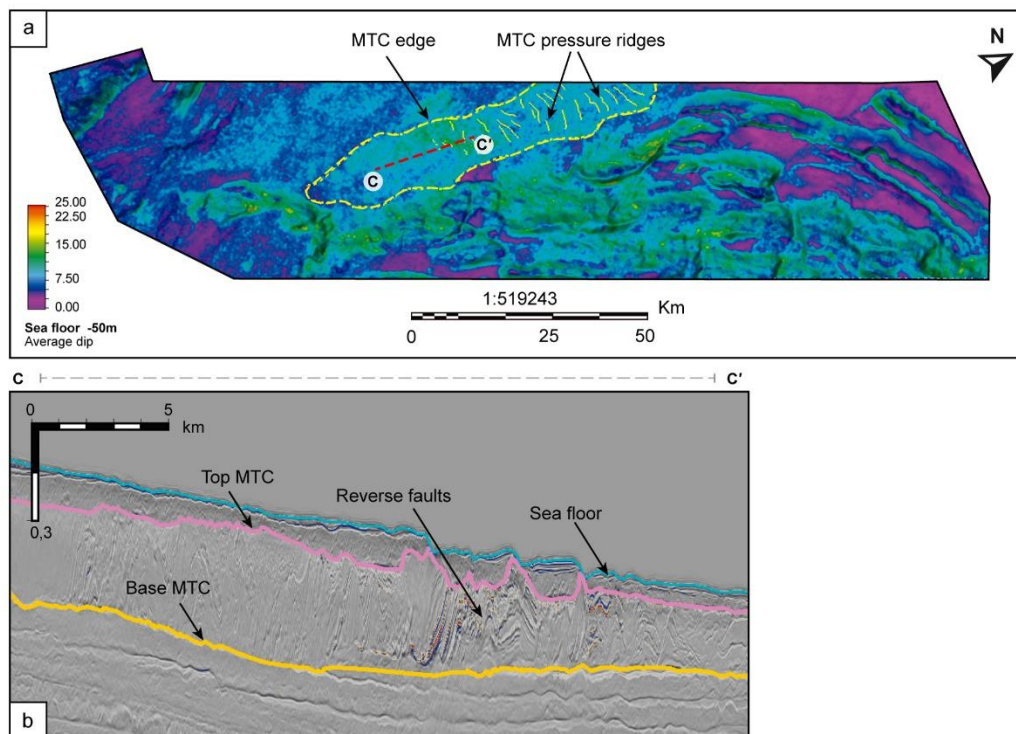 a
MTC edge
MTC pressure ridges
N
C
C'
25.00
22.50
15.00
7.50
0.00
Sea floor -50m
Average dip
1:519243
Km
0
25
50
C
C'
0
5
km
0,3
Top MTC
Reverse faults
Sea floor
Base MTC
b